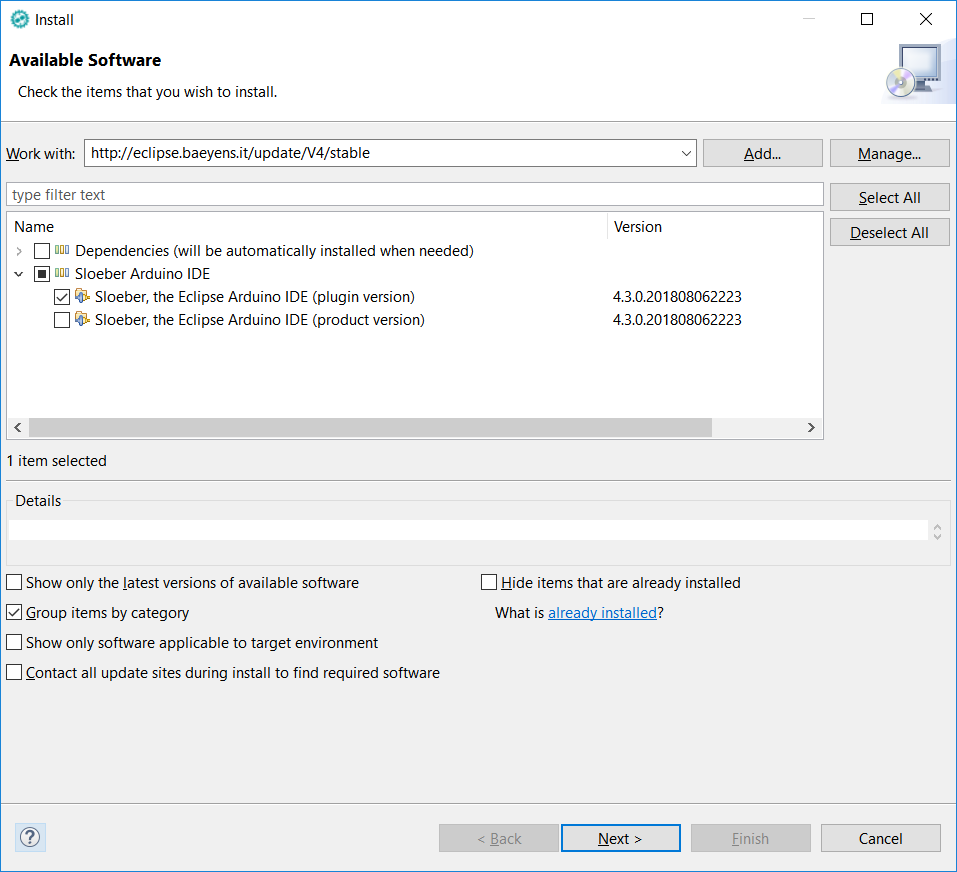 Install
Available Software
Check the items that you wish to install.
Work with: http://eclipse.baeyens.it/update/V4/stable Add... Manage...
type filter text Select All
Name Version Deselect All
Dependencies (will be automatically installed when needed)
Sloeber Arduino IDE
Sloeber, the Eclipse Arduino IDE (plugin version) 4.3.0.201808062223
Sloeber, the Eclipse Arduino IDE (product version) 4.3.0.201808062223
1 item selected
Details
Show only the latest versions of available software Hide items that are already installed
Group items by category What is already installed?
Show only software applicable to target environment
Contact all update sites during install to find required software
? < Back Next > Finish Cancel